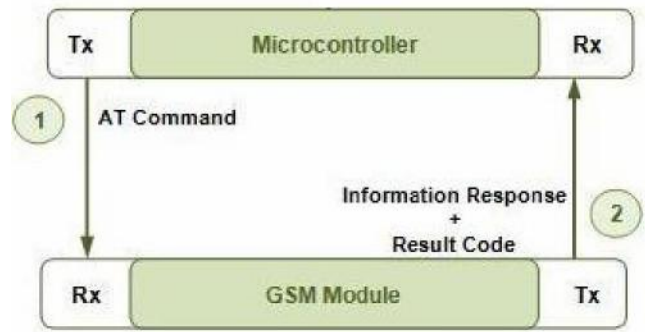 Tx Microcontroller Rx
1 AT Command
Information Response
+
Result Code
2
Rx GSM Module Tx